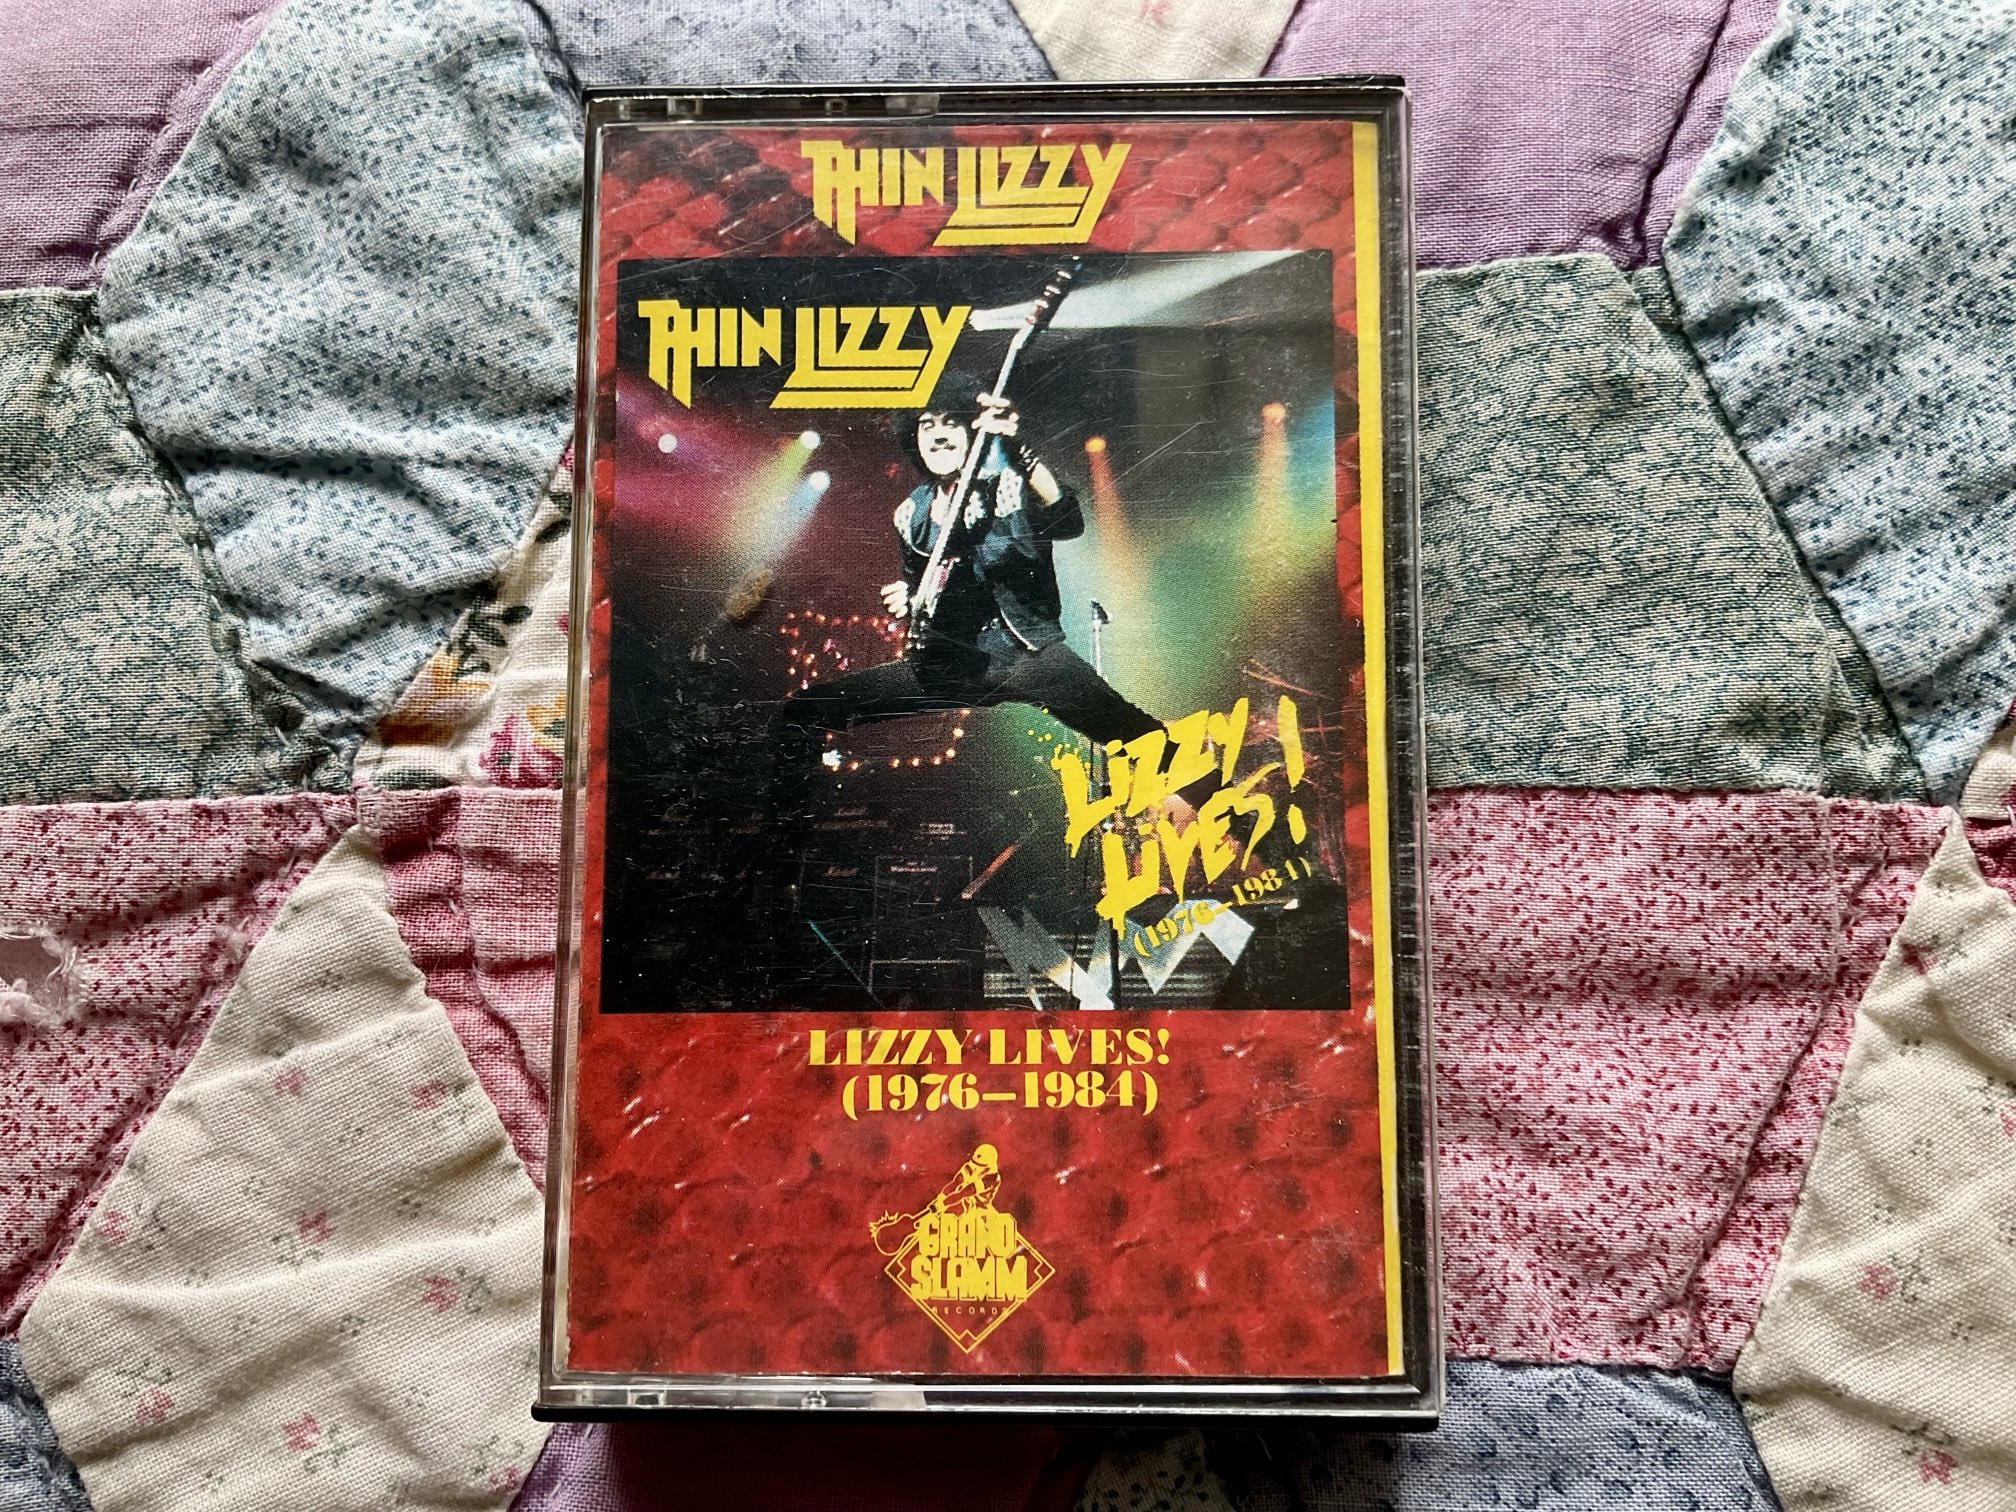 THIN LIZZY
THIN LIZZY
LIZZY
LIVES!
(1976–1984)
LIZZY LIVES!
(1976–1984)
GRAND
SLAMM
RECORDS